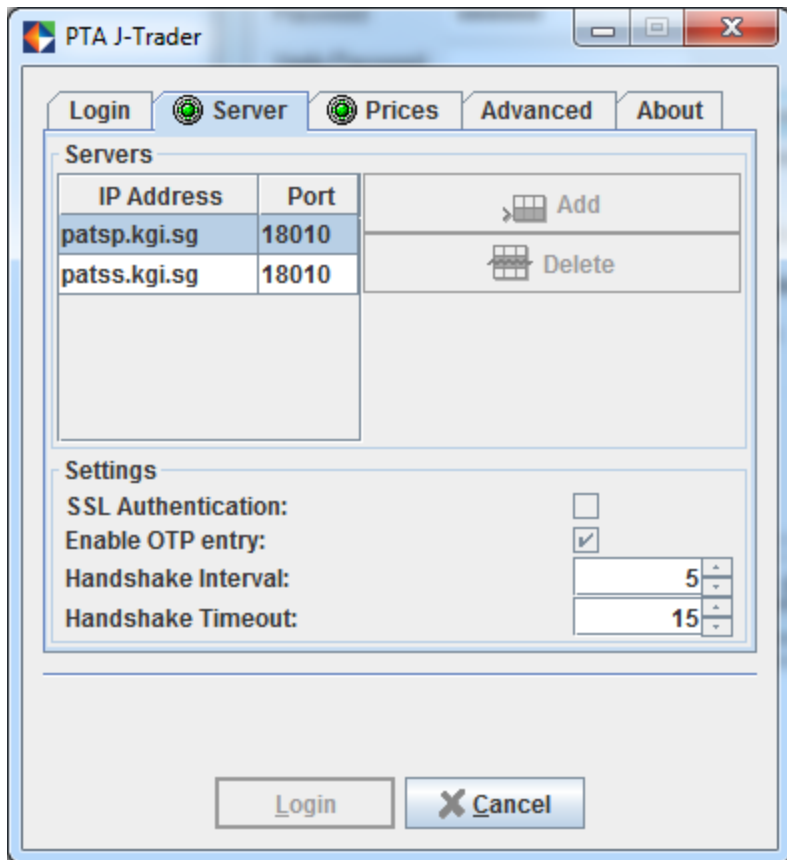 PTA J-Trader
Login Server Prices Advanced About
Servers
IP Address Port
patsp.kgi.sg 18010
patss.kgi.sg 18010
Add
Delete
Settings
SSL Authentication:
Enable OTP entry:
Handshake Interval: 5
Handshake Timeout: 15
Login Cancel